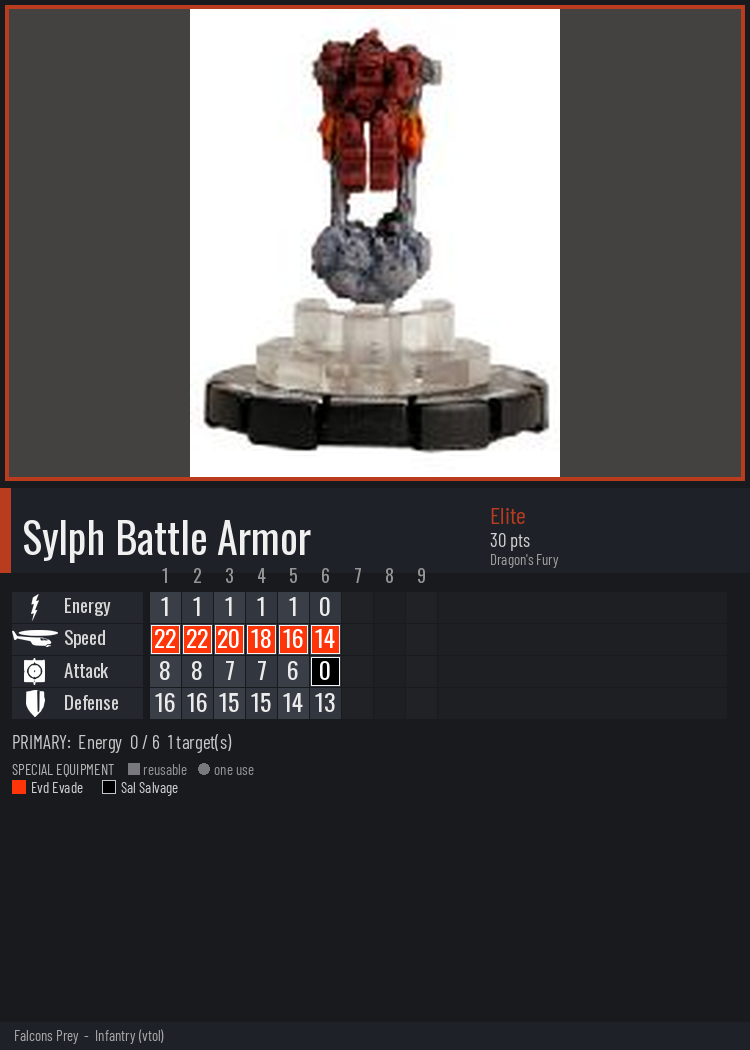 Sylph Battle Armor
Elite
30 pts
Dragon's Fury
1 2 3 4 5 6 7 8 9
Energy 1 1 1 1 1 0
Speed 22 22 20 18 16 14
Attack 8 8 7 7 6 0
Defense 16 16 15 15 14 13
PRIMARY: Energy 0 / 6 1 target(s)
SPECIAL EQUIPMENT reusable one use
Evd Evade Sal Salvage
Falcons Prey - Infantry (vtol)